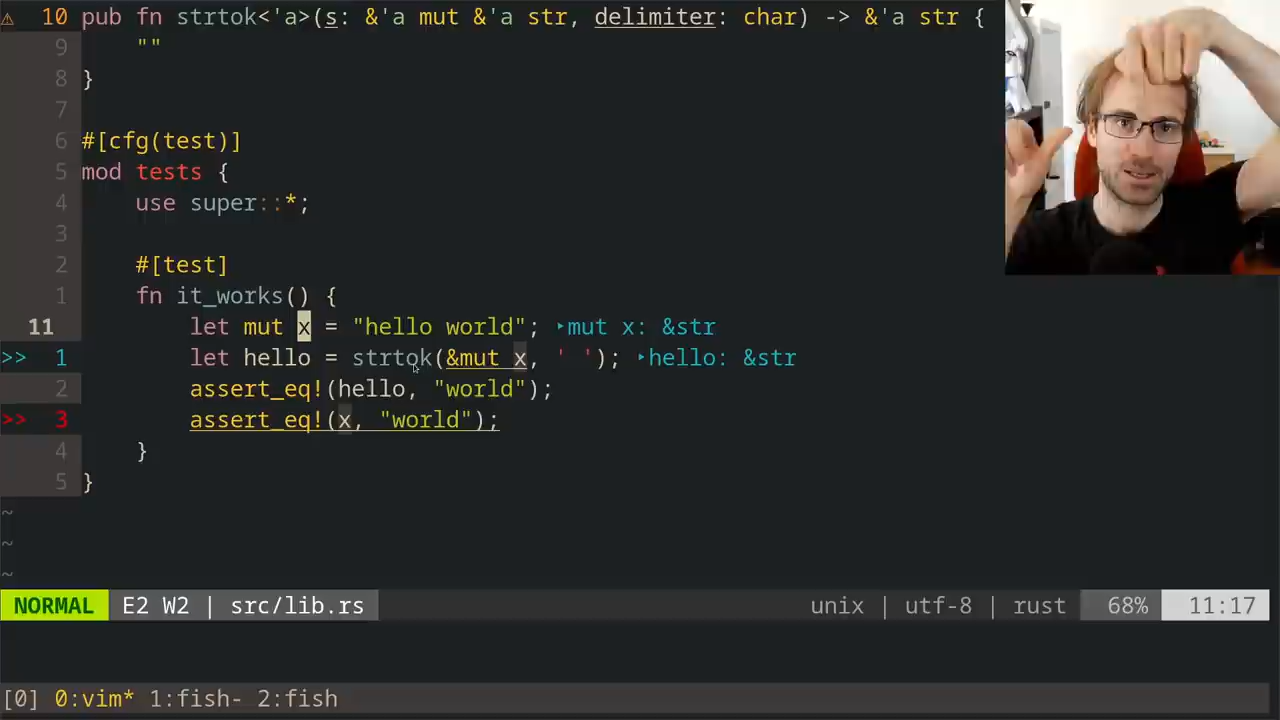 ⚠ 10 pub fn strtok<'a>(s: &'a mut &'a str, delimiter: char) -> &'a str {
9     ""
8 }
7
6 #[cfg(test)]
5 mod tests {
4     use super::*;
3
2     #[test]
1     fn it_works() {
11         let mut x = "hello world"; ‣mut x: &str
>> 1         let hello = strtok(&mut x, ' '); ‣hello: &str
2         assert_eq!(hello, "world");
>> 3         assert_eq!(x, "world");
4     }
5 }
~
~
~
NORMAL E2 W2 | src/lib.rs unix | utf-8 | rust 68% 11:17
[0] 0:vim* 1:fish- 2:fish